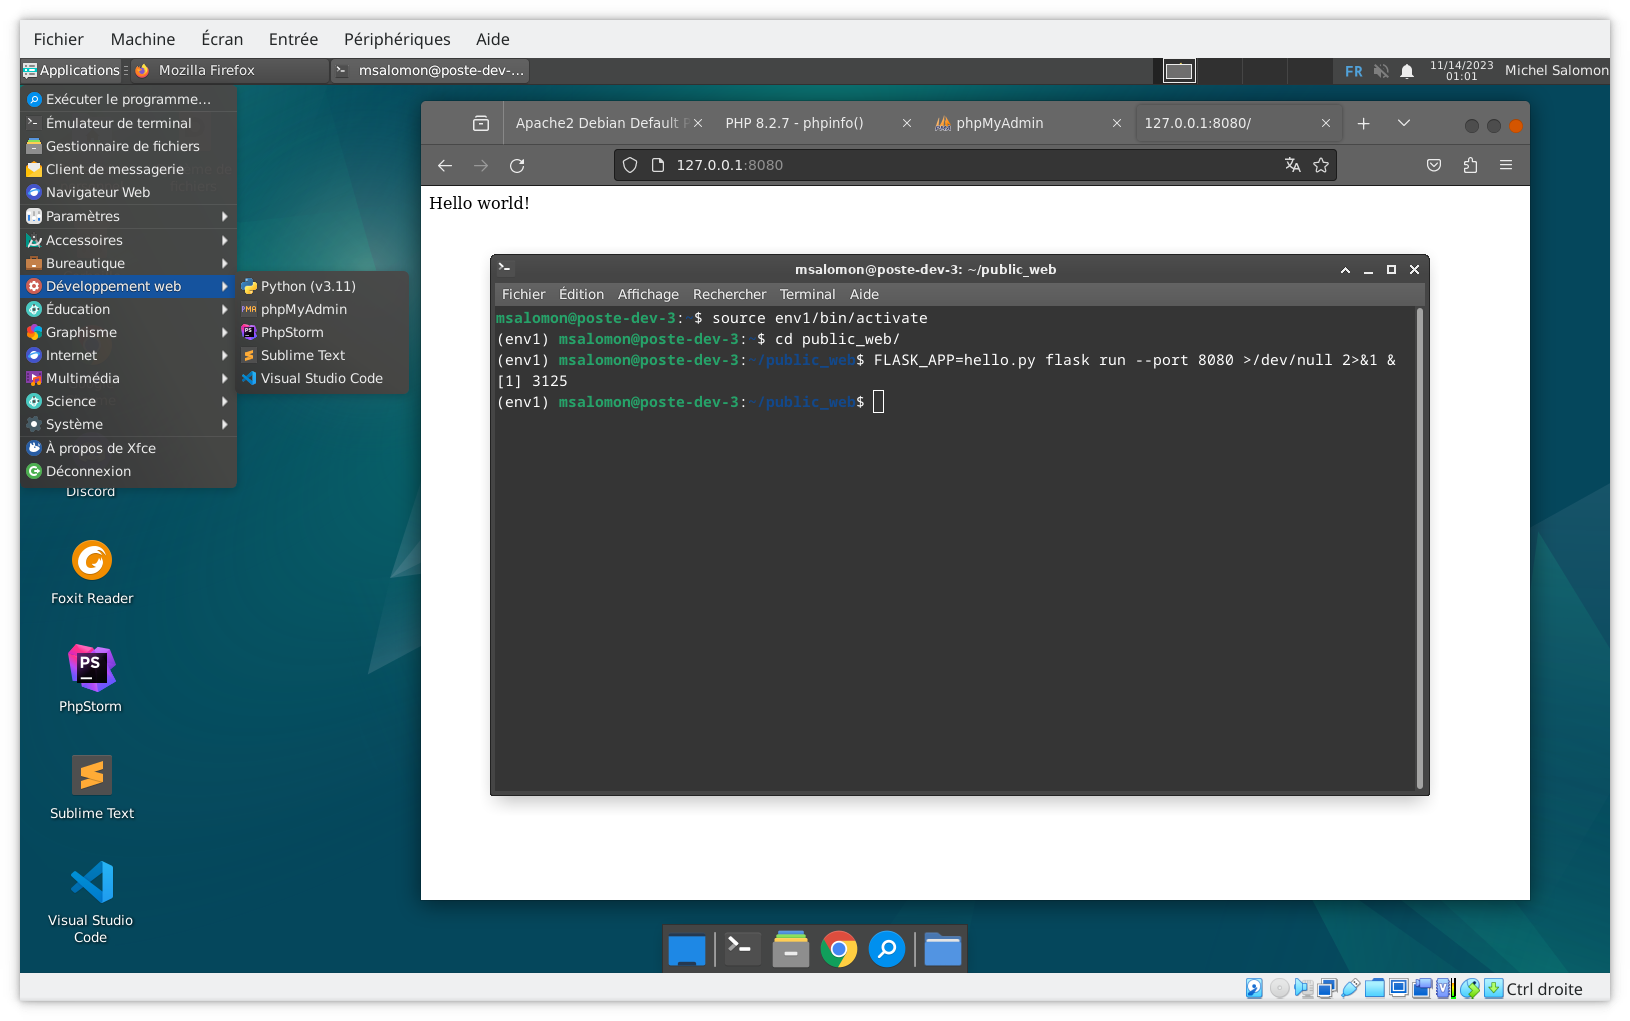 Fichier Machine Écran Entrée Périphériques Aide
Applications Mozilla Firefox msalomon@poste-dev-... FR 11/14/2023 01:01 Michel Salomon
Exécuter le programme...
Émulateur de terminal
Gestionnaire de fichiers
Client de messagerie
Navigateur Web
Paramètres
Accessoires
Bureautique
Développement web
Éducation
Graphisme
Internet
Multimédia
Science
Système
À propos de Xfce
Déconnexion
Python (v3.11)
phpMyAdmin
PhpStorm
Sublime Text
Visual Studio Code
Discord
Foxit Reader
PS
PhpStorm
Sublime Text
Visual Studio
Code
Apache2 Debian Default PHP 8.2.7 - phpinfo() phpMyAdmin 127.0.0.1:8080/
127.0.0.1:8080
Hello world!
msalomon@poste-dev-3: ~/public_web
Fichier Édition Affichage Rechercher Terminal Aide
msalomon@poste-dev-3:~$ source env1/bin/activate
(env1) msalomon@poste-dev-3:~$ cd public_web/
(env1) msalomon@poste-dev-3:~/public_web$ FLASK_APP=hello.py flask run --port 8080 >/dev/null 2>&1 &
[1] 3125
(env1) msalomon@poste-dev-3:~/public_web$
Ctrl droite